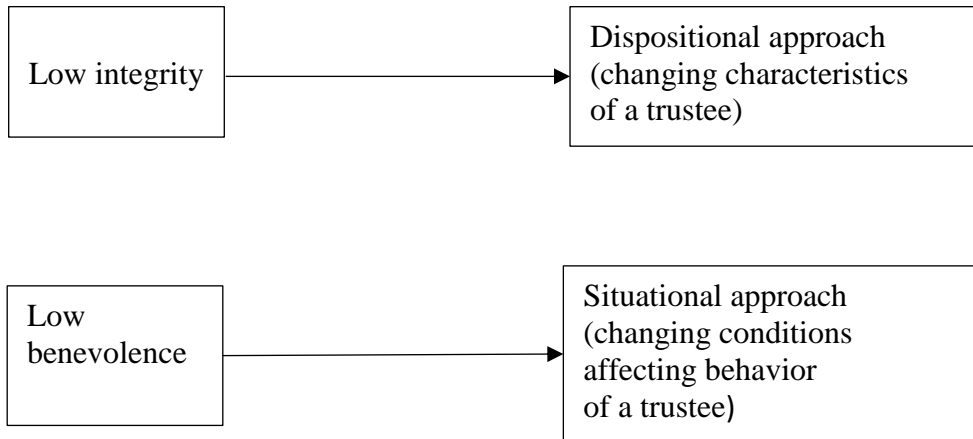 Low integrity
Dispositional approach
(changing characteristics
of a trustee)
Low
benevolence
Situational approach
(changing conditions
affecting behavior
of a trustee)